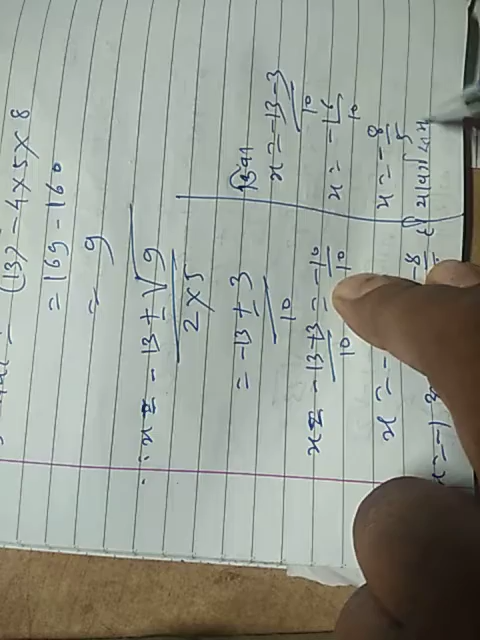 (13)² - 4 x 5 x 8
= 169 - 160
= 9
∴ x = -13 ± √9
2 x 5
= -13 ± 3
10
x = -13 + 3 = -10
10 10
x = -
x = -1
-8
x = -13 - 3
10
x = -16
10
x = -8
5